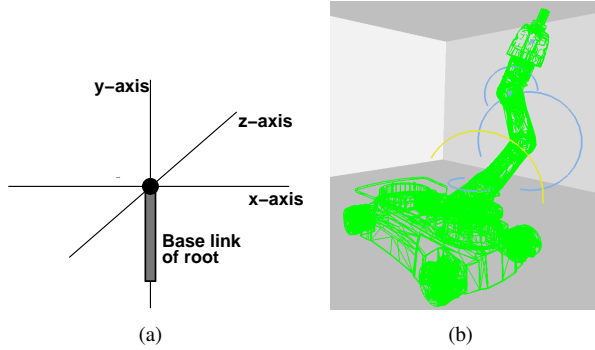 y-axis
z-axis
x-axis
Base link
of root
(a)
(b)